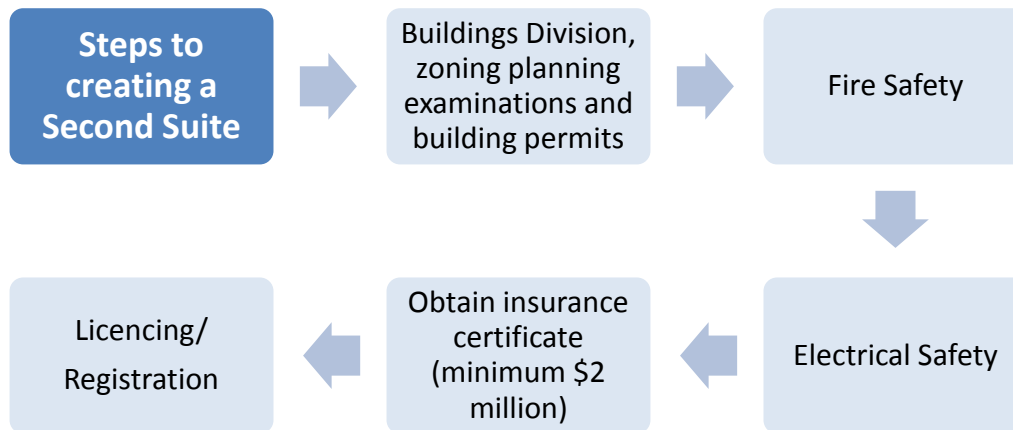 Steps to
creating a
Second Suite
Buildings Division,
zoning planning
examinations and
building permits
Fire Safety
Electrical Safety
Obtain insurance
certificate
(minimum $2
million)
Licencing/
Registration